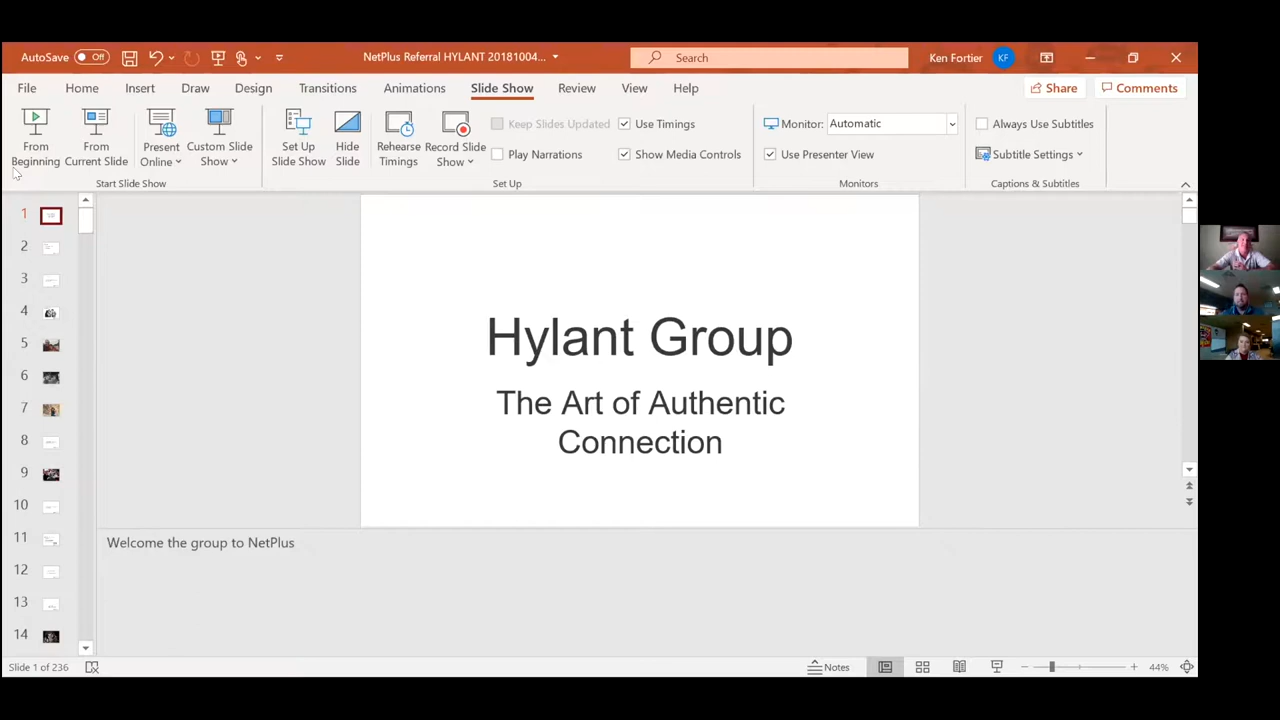 AutoSave Off
NetPlus Referral HYLANT 20181004...
Search
Ken Fortier KF
File Home Insert Draw Design Transitions Animations Slide Show Review View Help
Share Comments
From Beginning
From Current Slide
Present Online
Custom Slide Show
Set Up Slide Show
Hide Slide
Rehearse Timings
Record Slide Show
Keep Slides Updated
Play Narrations
Use Timings
Show Media Controls
Monitor: Automatic
Use Presenter View
Always Use Subtitles
Subtitle Settings
Start Slide Show
Set Up
Monitors
Captions & Subtitles
1
2
3
4
5
6
7
8
9
10
11
12
13
14
Hylant Group
The Art of Authentic
Connection
Welcome the group to NetPlus
Slide 1 of 236
Notes
44%